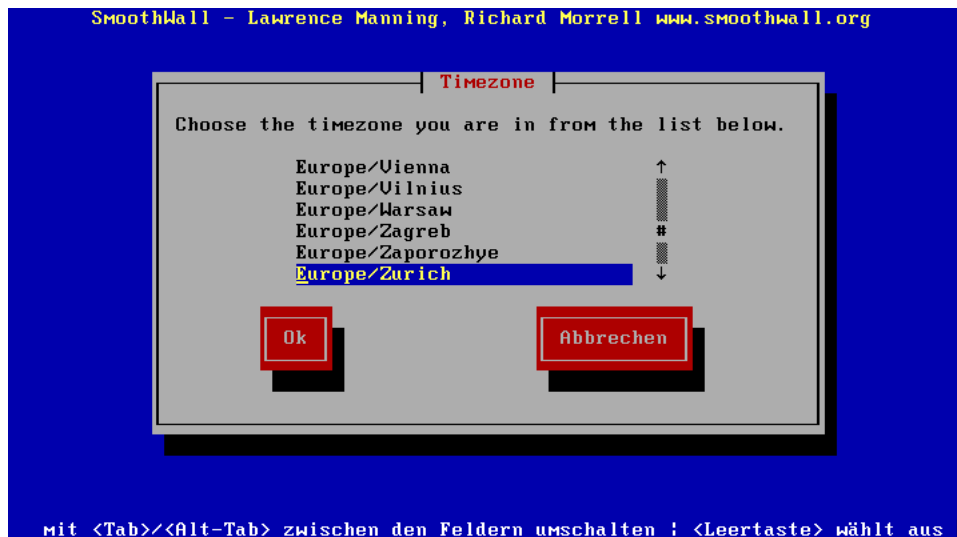 SmoothWall - Lawrence Manning, Richard Morrell www.smoothwall.org
Timezone
Choose the timezone you are in from the list below.
Europe/Vienna ↑
Europe/Vilnius
Europe/Warsaw
Europe/Zagreb #
Europe/Zaporozhye
Europe/Zurich ↓
Ok Abbrechen
mit <Tab>/<Alt-Tab> zwischen den Feldern umschalten ¦ <Leertaste> wählt aus